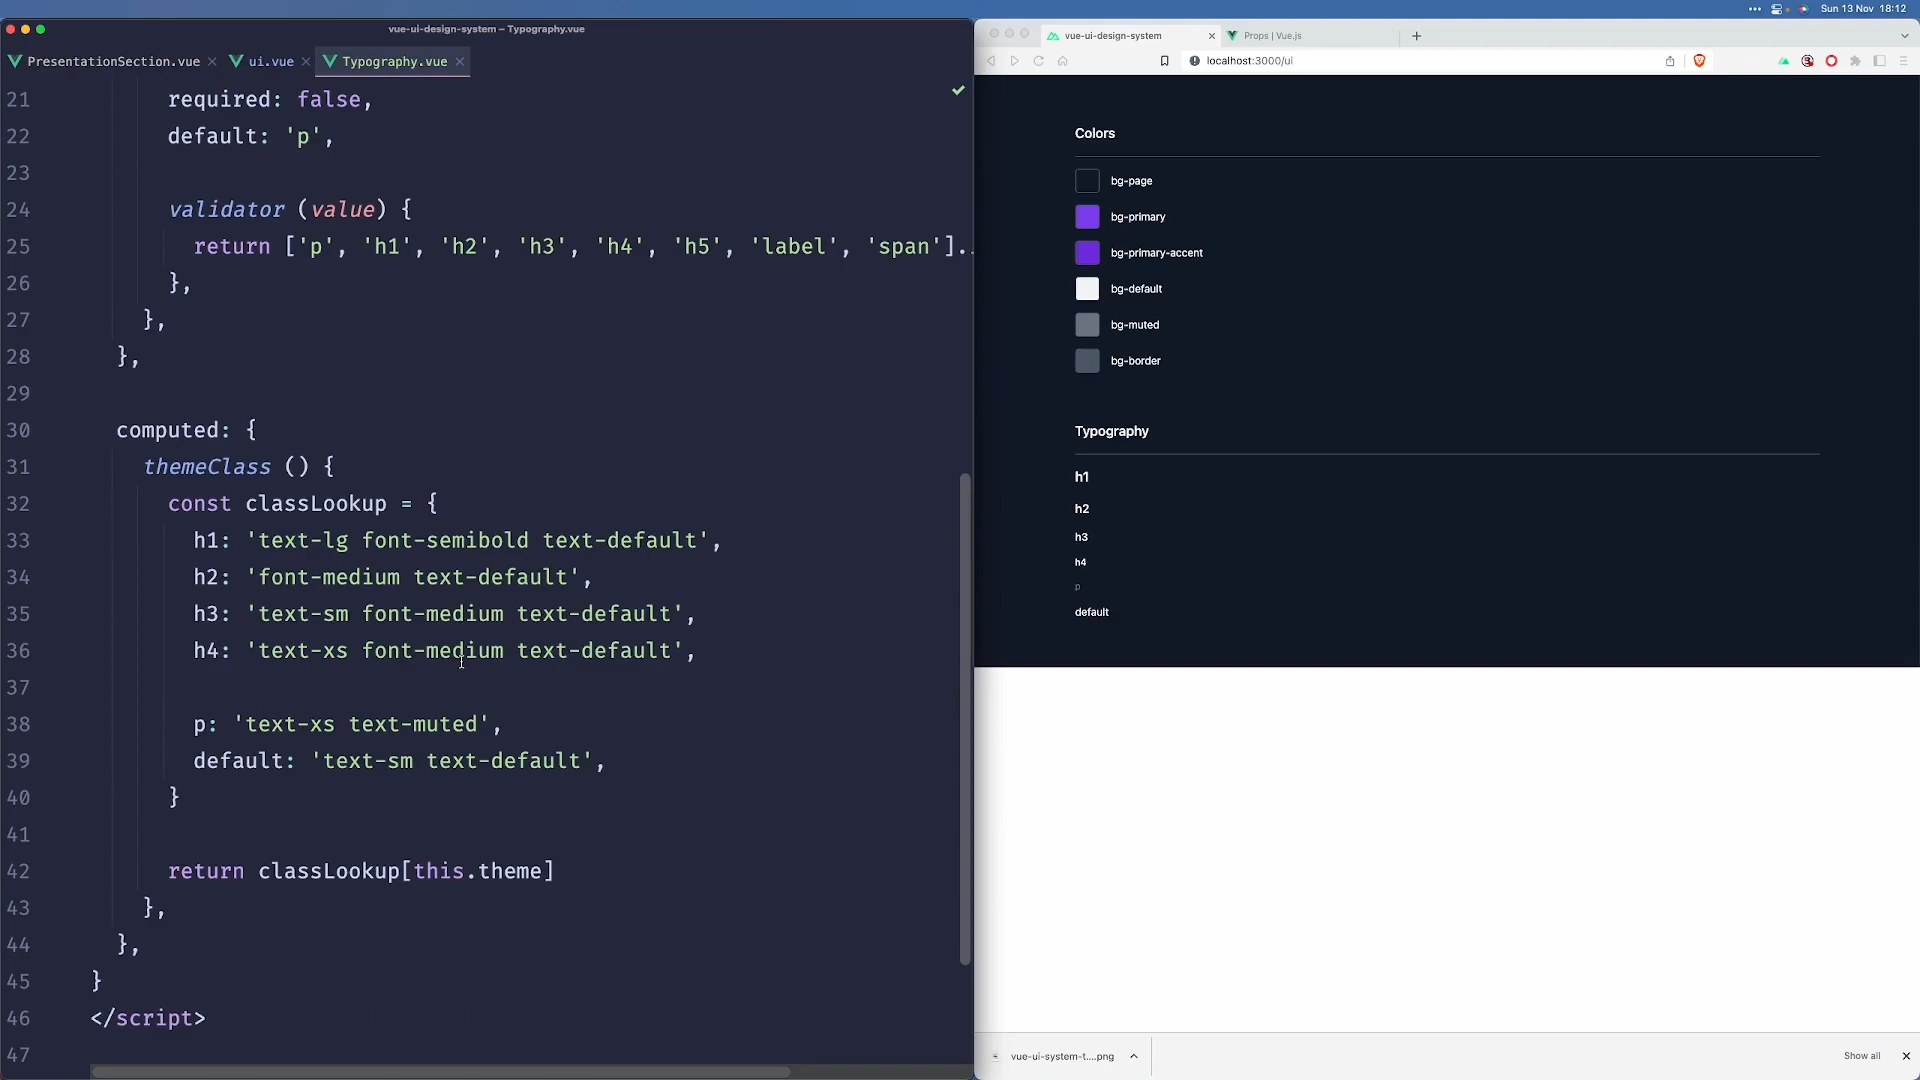 Sun 13 Nov 18:12
vue-ui-design-system – Typography.vue
PresentationSection.vue
ui.vue
Typography.vue
21 required: false,
22 default: 'p',
23
24 validator (value) {
25 return ['p', 'h1', 'h2', 'h3', 'h4', 'h5', 'label', 'span']..
26 },
27 },
28 },
29
30 computed: {
31 themeClass () {
32 const classLookup = {
33 h1: 'text-lg font-semibold text-default',
34 h2: 'font-medium text-default',
35 h3: 'text-sm font-medium text-default',
36 h4: 'text-xs font-medium text-default',
37
38 p: 'text-xs text-muted',
39 default: 'text-sm text-default',
40 }
41
42 return classLookup[this.theme]
43 },
44 },
45 }
46 </script>
47
vue-ui-design-system
Props | Vue.js
localhost:3000/ui
Colors
bg-page
bg-primary
bg-primary-accent
bg-default
bg-muted
bg-border
Typography
h1
h2
h3
h4
p
default
vue-ui-system-t....png
Show all